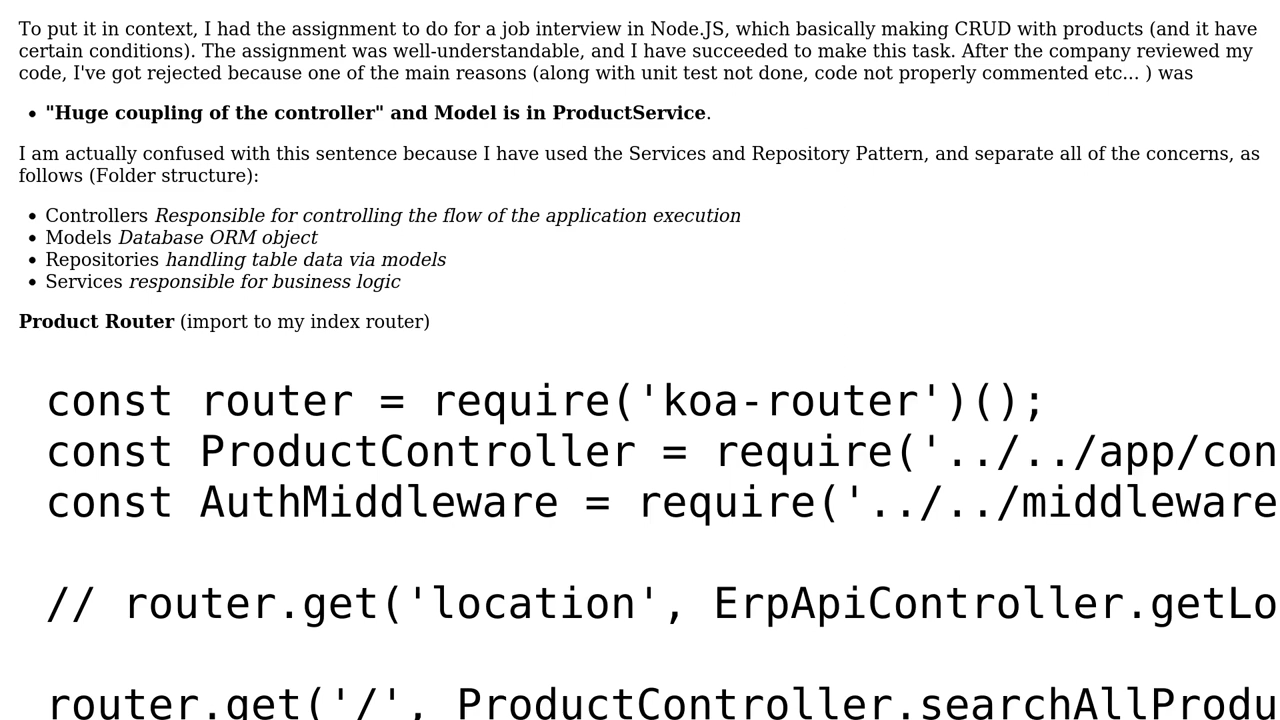 To put it in context, I had the assignment to do for a job interview in Node.JS, which basically making CRUD with products (and it have
certain conditions). The assignment was well-understandable, and I have succeeded to make this task. After the company reviewed my
code, I've got rejected because one of the main reasons (along with unit test not done, code not properly commented etc... ) was
• "Huge coupling of the controller" and Model is in ProductService.
I am actually confused with this sentence because I have used the Services and Repository Pattern, and separate all of the concerns, as
follows (Folder structure):
• Controllers Responsible for controlling the flow of the application execution
• Models Database ORM object
• Repositories handling table data via models
• Services responsible for business logic
Product Router (import to my index router)
const router = require('koa-router')();
const ProductController = require('../../app/con
const AuthMiddleware = require('../../middleware
// router.get('location', ErpApiController.getLo
router.get('/', ProductController.searchAllProdu